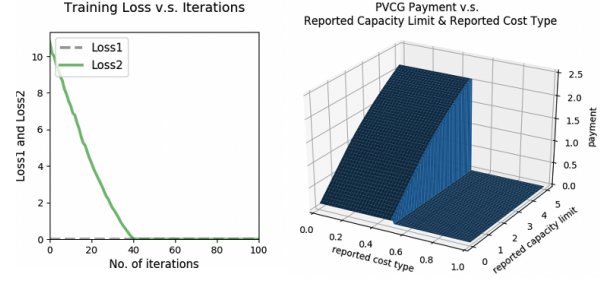 Training Loss v.s. Iterations
Loss1 and Loss2
10
8
6
4
2
0
Loss1
Loss2
0 20 40 60 80 100
No. of iterations
PVCG Payment v.s.
Reported Capacity Limit & Reported Cost Type
2.5
2.0
1.5
1.0
0.5
0.0
payment
0.0 0.2 0.4 0.6 0.8 1.0
reported cost type
0 1 2 3 4 5
reported capacity limit